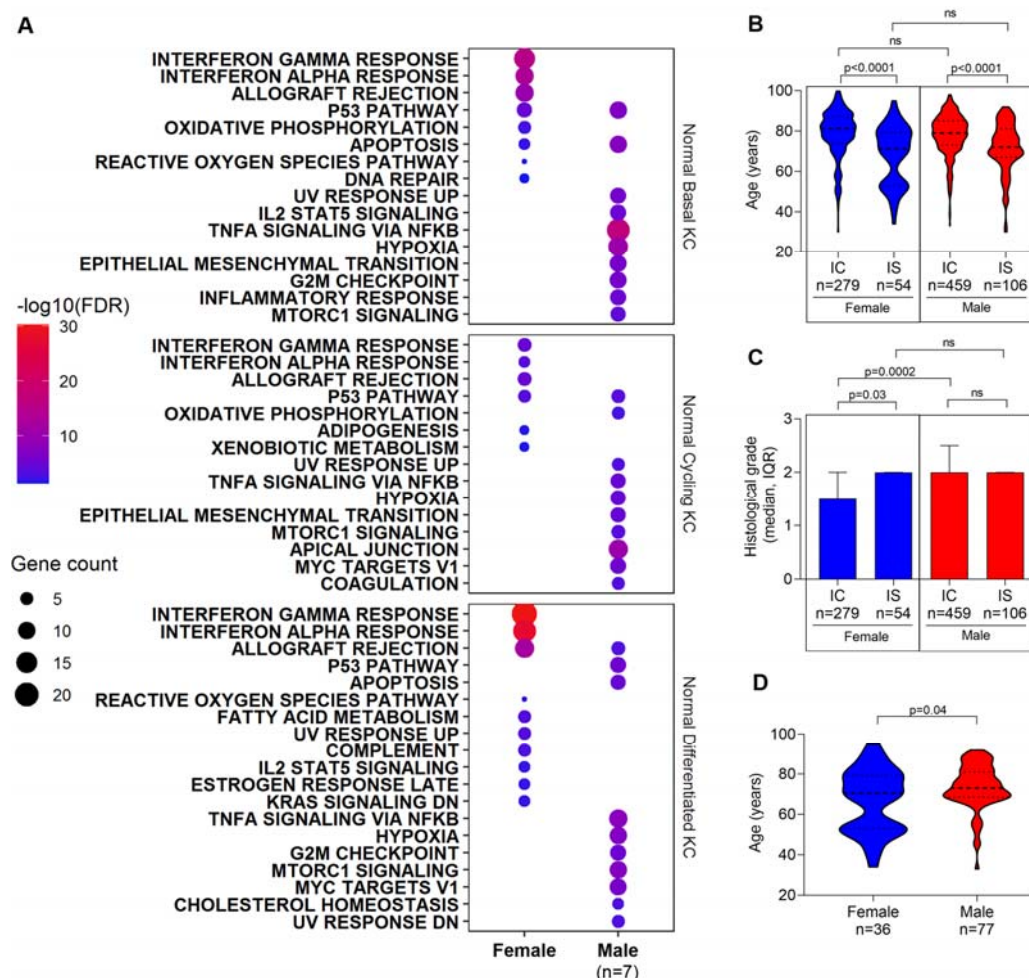 A
INTERFERON GAMMA RESPONSE
INTERFERON ALPHA RESPONSE
ALLOGRAFT REJECTION
P53 PATHWAY
OXIDATIVE PHOSPHORYLATION
APOPTOSIS
REACTIVE OXYGEN SPECIES PATHWAY
DNA REPAIR
UV RESPONSE UP
IL2 STAT5 SIGNALING
TNFA SIGNALING VIA NFKB
HYPOXIA
EPITHELIAL MESENCHYMAL TRANSITION
G2M CHECKPOINT
INFLAMMATORY RESPONSE
MTORC1 SIGNALING
Normal Basal KC
INTERFERON GAMMA RESPONSE
INTERFERON ALPHA RESPONSE
ALLOGRAFT REJECTION
P53 PATHWAY
OXIDATIVE PHOSPHORYLATION
ADIPOGENESIS
XENOBIOTIC METABOLISM
UV RESPONSE UP
TNFA SIGNALING VIA NFKB
HYPOXIA
EPITHELIAL MESENCHYMAL TRANSITION
MTORC1 SIGNALING
APICAL JUNCTION
MYC TARGETS V1
COAGULATION
Normal Cycling KC
INTERFERON GAMMA RESPONSE
INTERFERON ALPHA RESPONSE
ALLOGRAFT REJECTION
P53 PATHWAY
APOPTOSIS
REACTIVE OXYGEN SPECIES PATHWAY
FATTY ACID METABOLISM
UV RESPONSE UP
COMPLEMENT
IL2 STAT5 SIGNALING
ESTROGEN RESPONSE LATE
KRAS SIGNALING DN
TNFA SIGNALING VIA NFKB
HYPOXIA
G2M CHECKPOINT
MTORC1 SIGNALING
MYC TARGETS V1
CHOLESTEROL HOMEOSTASIS
UV RESPONSE DN
Normal Differentiated KC
Female Male
(n=7)
-log10(FDR)
30
20
10
Gene count
5
10
15
20
B
ns
ns
p<0.0001 p<0.0001
Age (years)
100
80
60
40
20
IC IS IC IS
n=279 n=54 n=459 n=106
Female Male
C
ns
p=0.0002
p=0.03 ns
Histological grade
(median, IQR)
3
2
1
0
IC IS IC IS
n=279 n=54 n=459 n=106
Female Male
D
p=0.04
Age (years)
100
80
60
40
20
Female Male
n=36 n=77